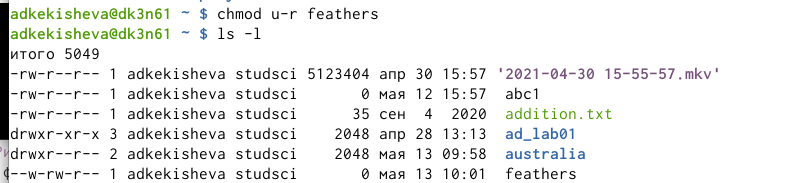 adkekisheva@dk3n61 ~ $ chmod u-r feathers
adkekisheva@dk3n61 ~ $ ls -l
итого 5049
-rw-r--r-- 1 adkekisheva studsci 5123404 апр 30 15:57 '2021-04-30 15-55-57.mkv'
-rw-r--r-- 1 adkekisheva studsci       0 мая 12 15:57 abc1
-rw-r--r-- 1 adkekisheva studsci      35 сен  4  2020 addition.txt
drwxr-xr-x 3 adkekisheva studsci    2048 апр 28 13:13 ad_lab01
drwxr--r-- 2 adkekisheva studsci    2048 мая 13 09:58 australia
--w-rw-r-- 1 adkekisheva studsci       0 мая 13 10:01 feathers